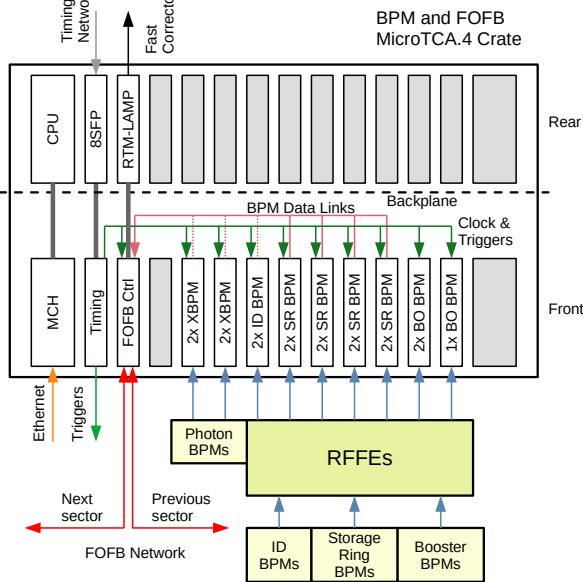 BPM and FOFB
MicroTCA.4 Crate
Timing
Network
Fast
Corrector
CPU
8SFP
RTM-LAMP
Rear
Backplane
BPM Data Links
Clock &
Triggers
MCH
Timing
FOFB Ctrl
2x XBPM
2x XBPM
2x ID BPM
2x SR BPM
2x SR BPM
2x SR BPM
2x SR BPM
2x BO BPM
1x BO BPM
Front
Ethernet
Triggers
Photon
BPMs
RFFEs
Next
sector
Previous
sector
FOFB Network
ID
BPMs
Storage
Ring
BPMs
Booster
BPMs